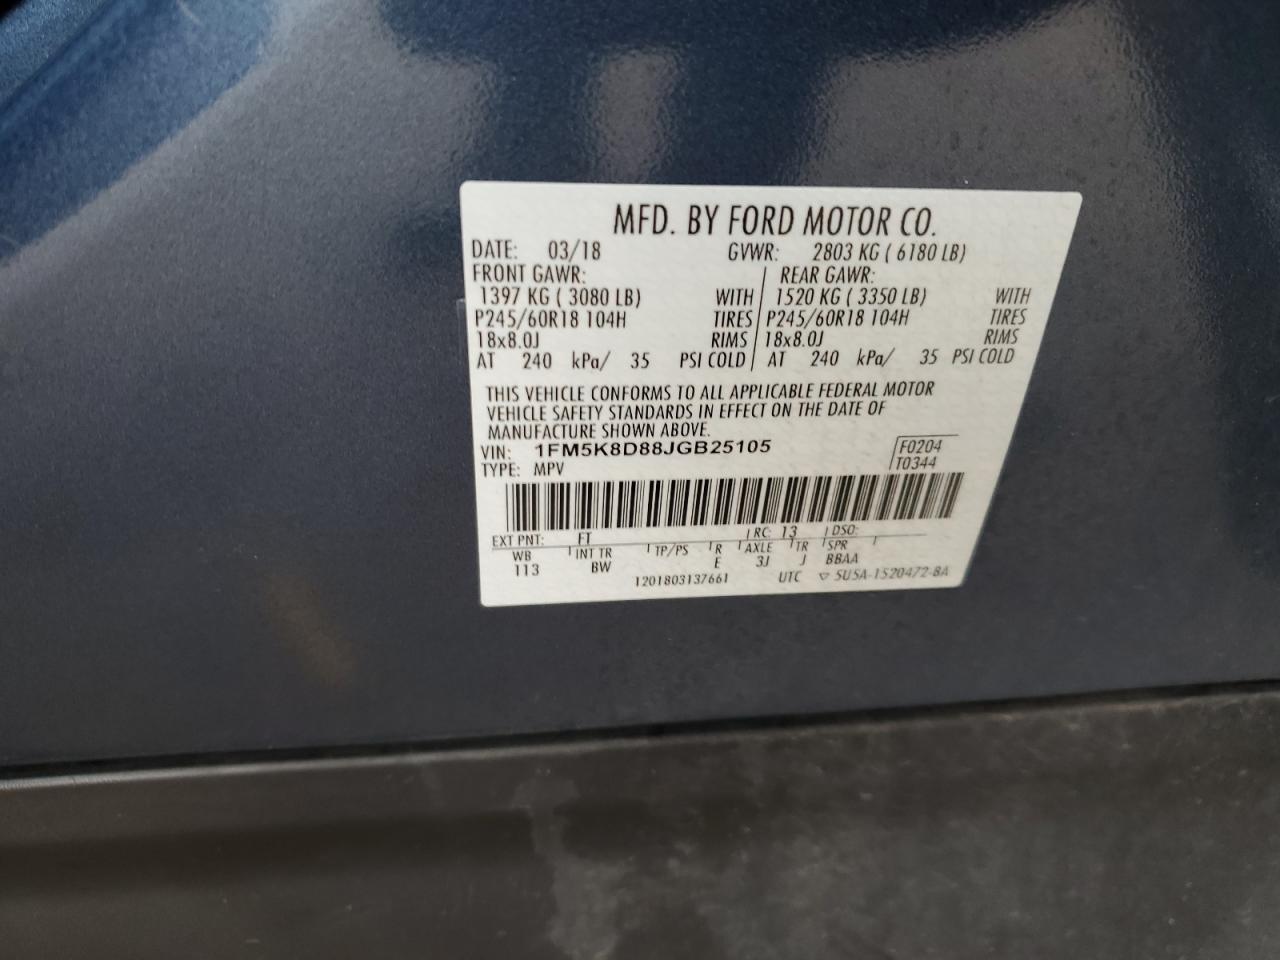 MFD. BY FORD MOTOR CO.
DATE: 03/18 GVWR: 2803 KG ( 6180 LB)
FRONT GAWR: REAR GAWR:
1397 KG ( 3080 LB) WITH 1520 KG ( 3350 LB) WITH
P245/60R18 104H TIRES P245/60R18 104H TIRES
18x8.0J RIMS 18x8.0J RIMS
AT 240 kPa/ 35 PSI COLD AT 240 kPa/ 35 PSI COLD
THIS VEHICLE CONFORMS TO ALL APPLICABLE FEDERAL MOTOR
VEHICLE SAFETY STANDARDS IN EFFECT ON THE DATE OF
MANUFACTURE SHOWN ABOVE.
VIN: 1FM5K8D88JGB25105 F0204
TYPE: MPV T0344
EXT PNT: FT RC: 13 DSO:
WB INT TR TP/PS R AXLE TR SPR
113 BW E 3J J BBAA
1201803137661 UTC ▽ 5U5A-1520472-BA